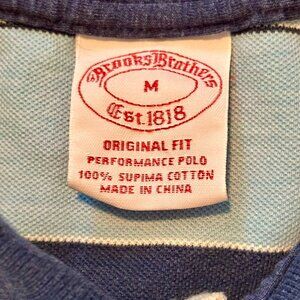 Brooks Brothers
M
Est. 1818
ORIGINAL FIT
PERFORMANCE POLO
100% SUPIMA COTTON
MADE IN CHINA